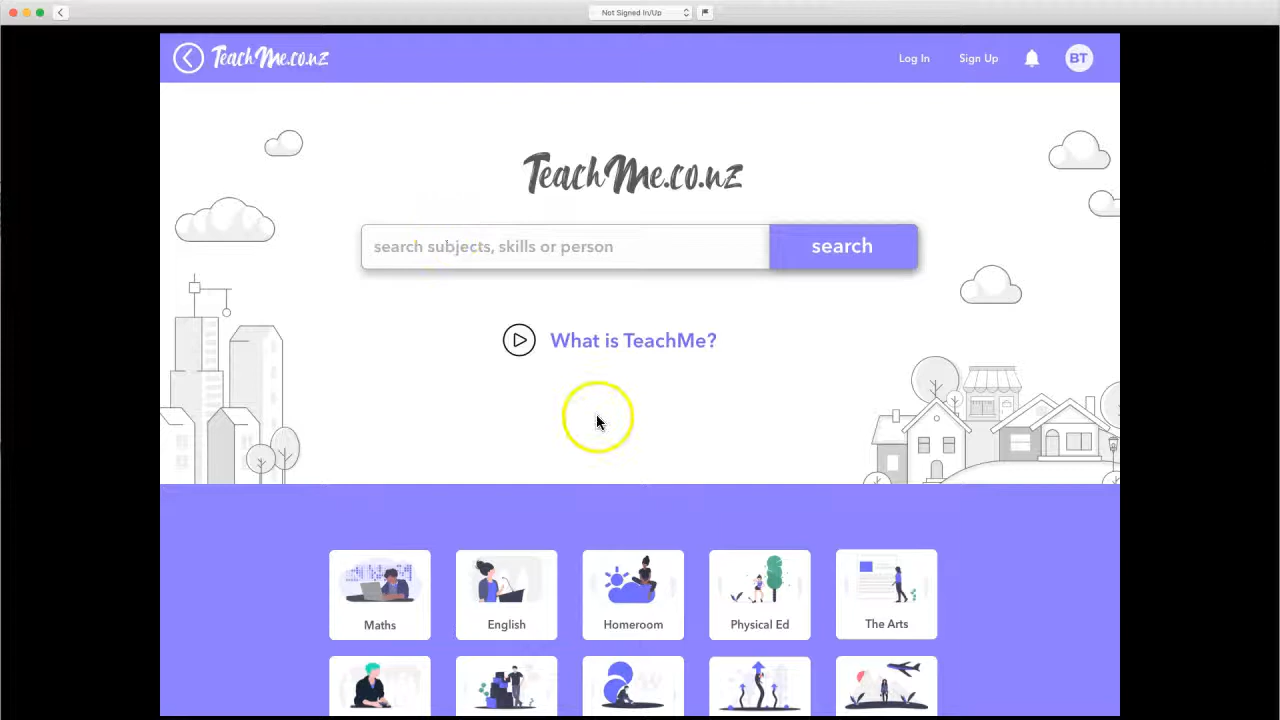 Not Signed In/Up
TeachMe.co.nz
Log In
Sign Up
BT
TeachMe.co.nz
search subjects, skills or person
search
What is TeachMe?
Maths
English
Homeroom
Physical Ed
The Arts